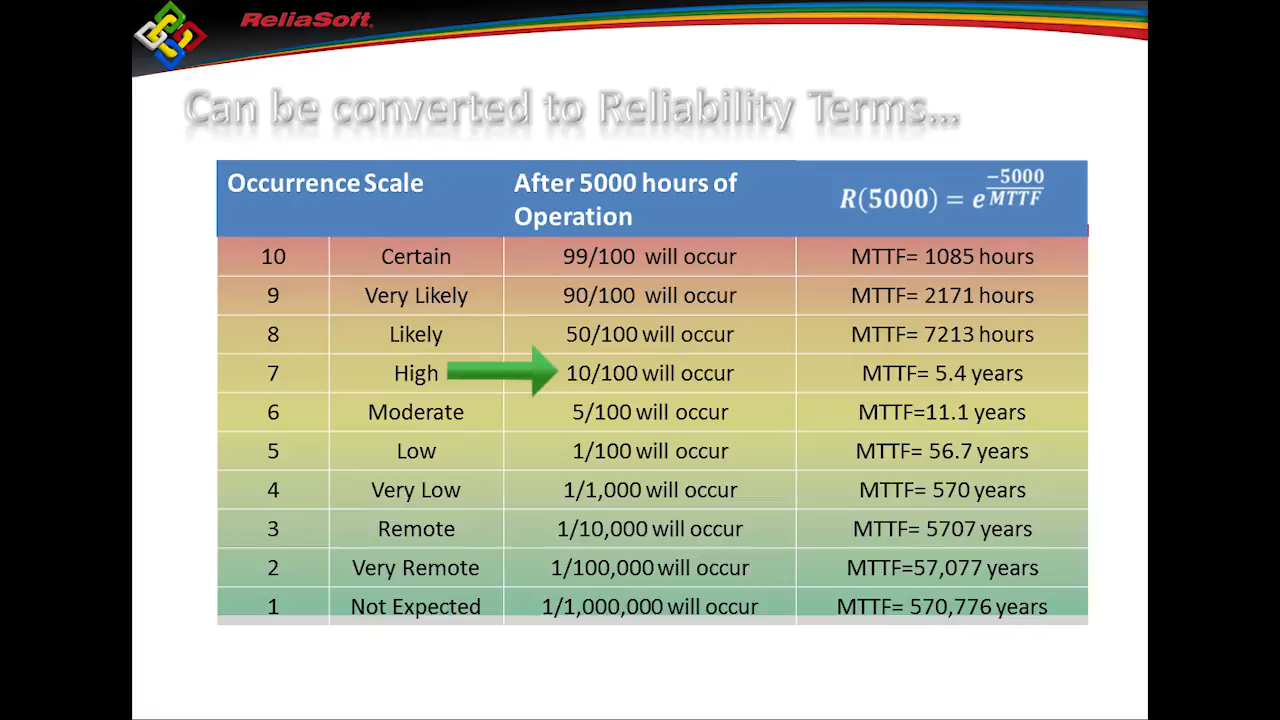 ReliaSoft
Can be converted to Reliability Terms...
Occurrence Scale
After 5000 hours of
Operation
R(5000) = e^(-5000/MTTF)
10 Certain 99/100 will occur MTTF= 1085 hours
9 Very Likely 90/100 will occur MTTF= 2171 hours
8 Likely 50/100 will occur MTTF= 7213 hours
7 High 10/100 will occur MTTF= 5.4 years
6 Moderate 5/100 will occur MTTF=11.1 years
5 Low 1/100 will occur MTTF= 56.7 years
4 Very Low 1/1,000 will occur MTTF= 570 years
3 Remote 1/10,000 will occur MTTF= 5707 years
2 Very Remote 1/100,000 will occur MTTF=57,077 years
1 Not Expected 1/1,000,000 will occur MTTF= 570,776 years